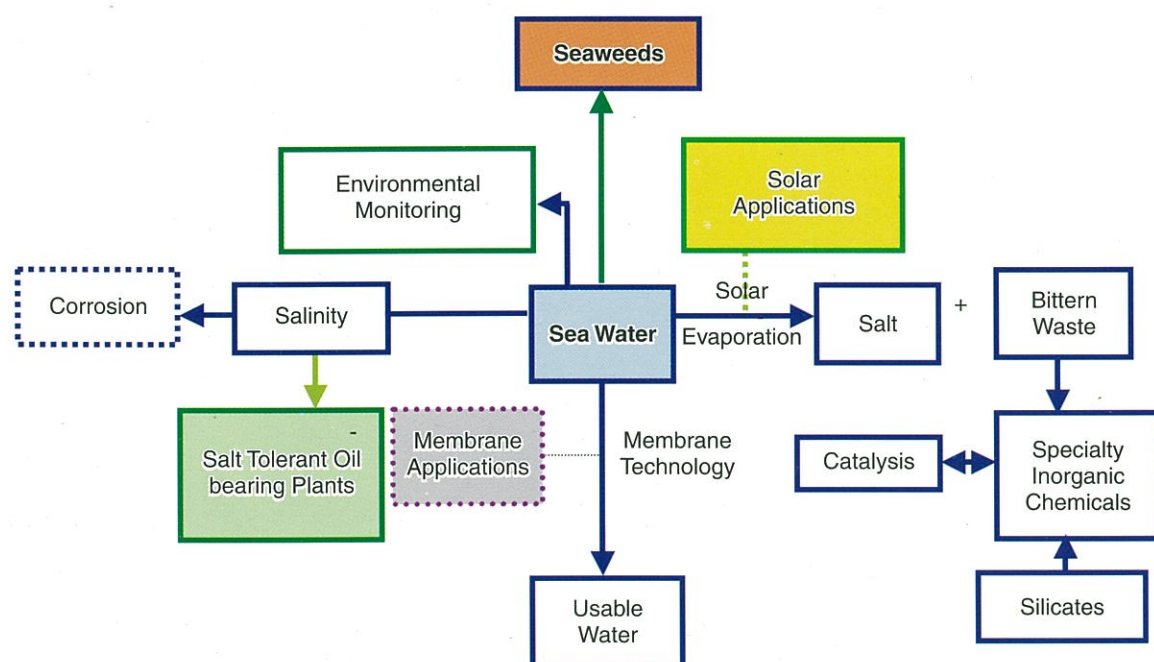 Seaweeds
Environmental
Monitoring
Solar
Applications
Corrosion
Salinity
Sea Water
Solar
Evaporation
Salt
+
Bittern
Waste
Salt Tolerant Oil
bearing Plants
Membrane
Applications
Membrane
Technology
Catalysis
Specialty
Inorganic
Chemicals
Usable
Water
Silicates